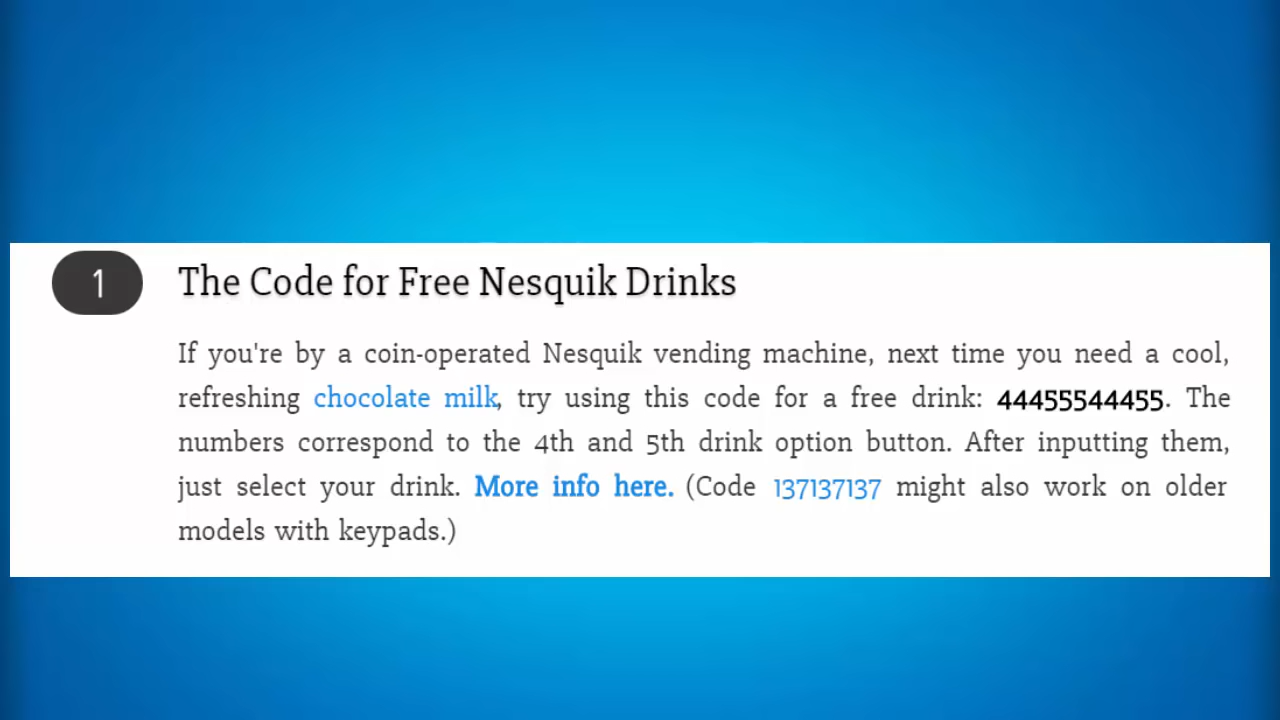 1
The Code for Free Nesquik Drinks
If you're by a coin-operated Nesquik vending machine, next time you need a cool,
refreshing chocolate milk, try using this code for a free drink: 44455544455. The
numbers correspond to the 4th and 5th drink option button. After inputting them,
just select your drink. More info here. (Code 137137137 might also work on older
models with keypads.)